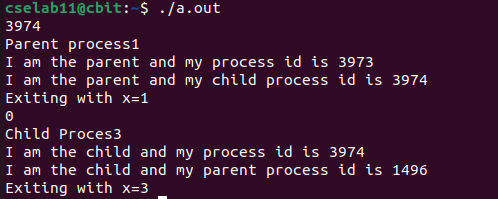 cselab11@cbit:~$ ./a.out
3974
Parent process1
I am the parent and my process id is 3973
I am the parent and my child process id is 3974
Exiting with x=1
0
Child Proces3
I am the child and my process id is 3974
I am the child and my parent process id is 1496
Exiting with x=3